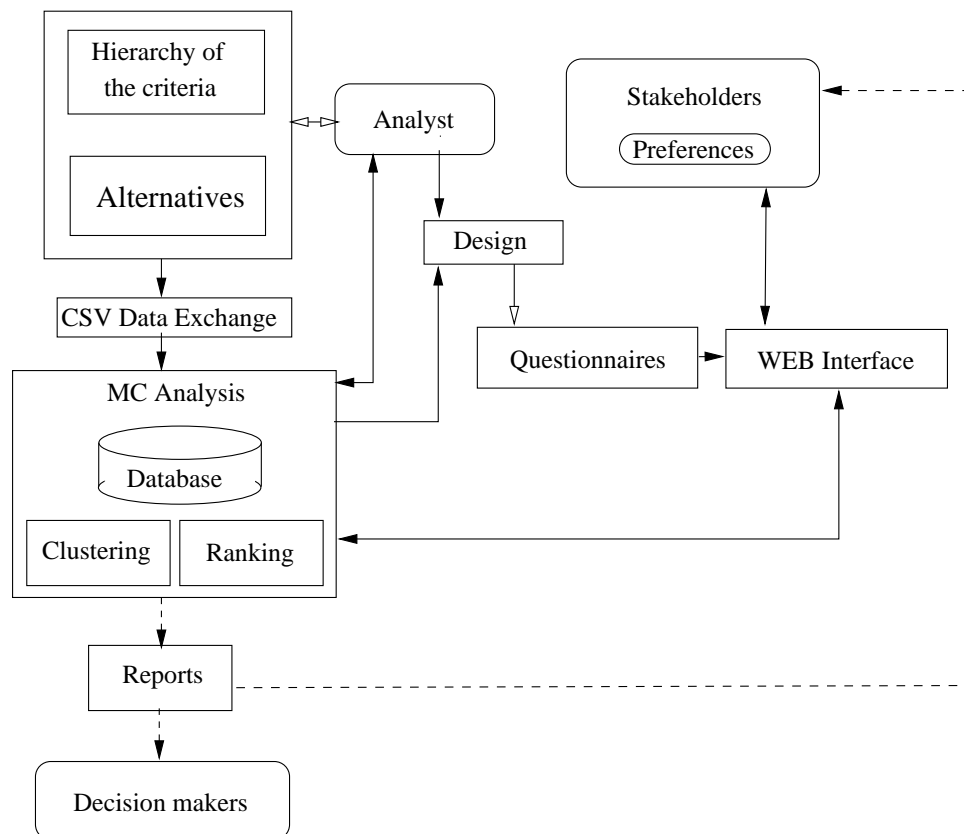 Hierarchy of
the criteria
Alternatives
Analyst
Stakeholders
Preferences
Design
CSV Data Exchange
Questionnaires
WEB Interface
MC Analysis
Database
Clustering
Ranking
Reports
Decision makers